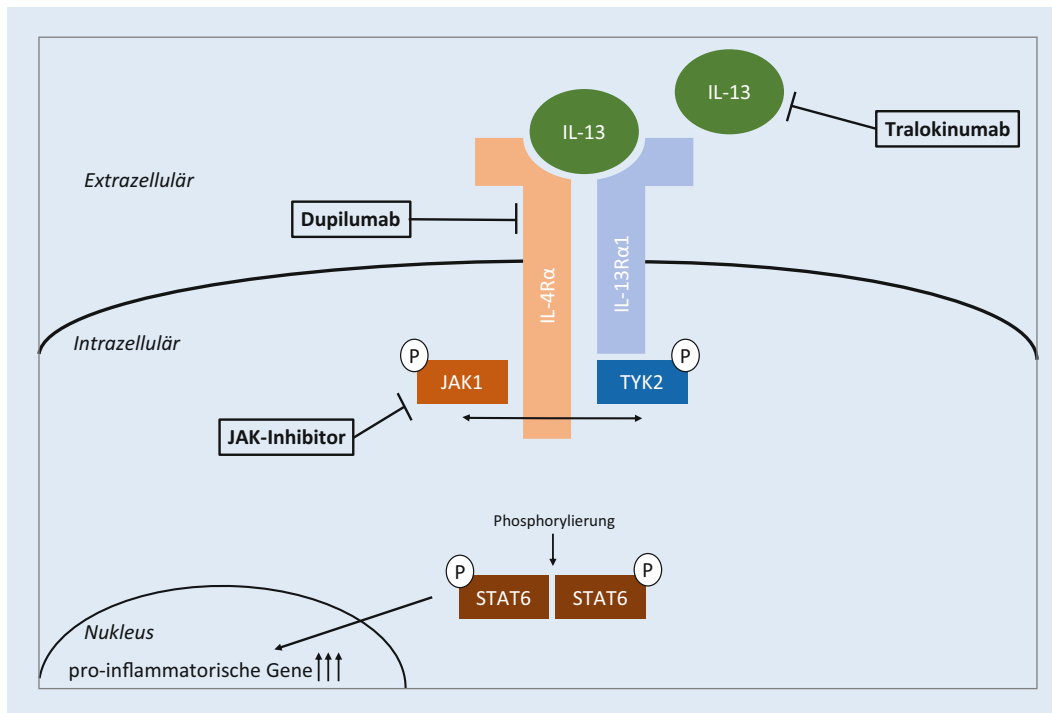 IL-13
IL-13
Tralokinumab
Extrazellulär
Dupilumab
IL-4Rα
IL-13Rα1
Intrazellulär
P
P
JAK1
TYK2
JAK-Inhibitor
Phosphorylierung
P
P
STAT6
STAT6
Nukleus
pro-inflammatorische Gene